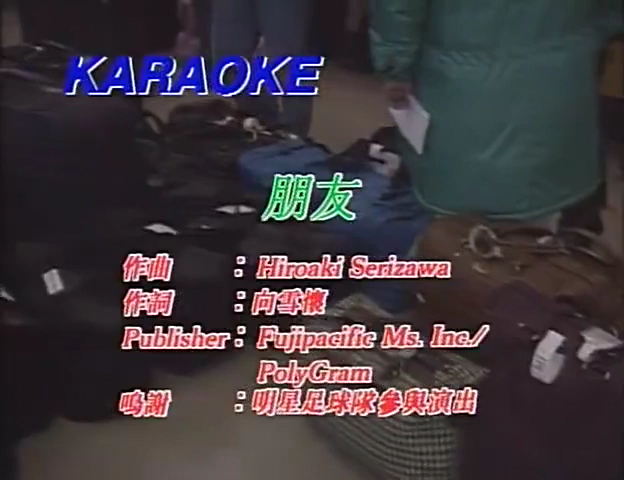 KARAOKE
朋友
作曲 : Hiroaki Serizawa
作詞 : 向雪懷
Publisher : Fujipacific Ms. Inc./
PolyGram
鳴謝 : 明星足球隊參與演出